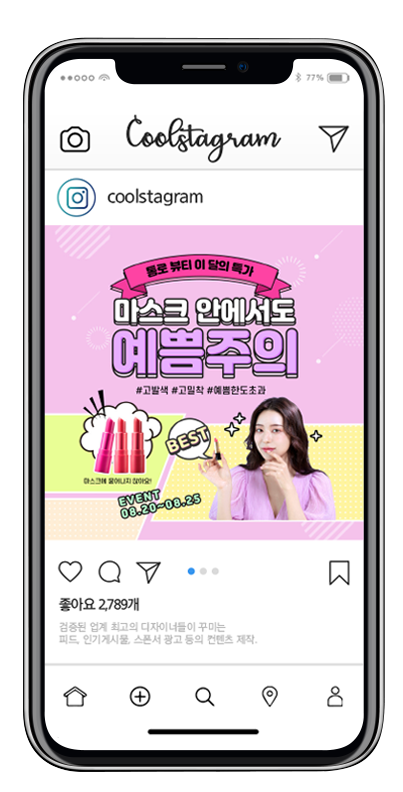 77%
Coolstagram
coolstagram
통로 뷰티 이 달의 특가
마스크 안에서도
예쁨주의
#고발색 #고밀착 #예쁨한도초과
BEST
마스크에 묻어나지 않아요!
EVENT
08.20~08.25
좋아요 2,789개
검증된 업계 최고의 디자이너들이 꾸미는
피드, 인기게시물, 스폰서 광고 등의 컨텐츠 제작.